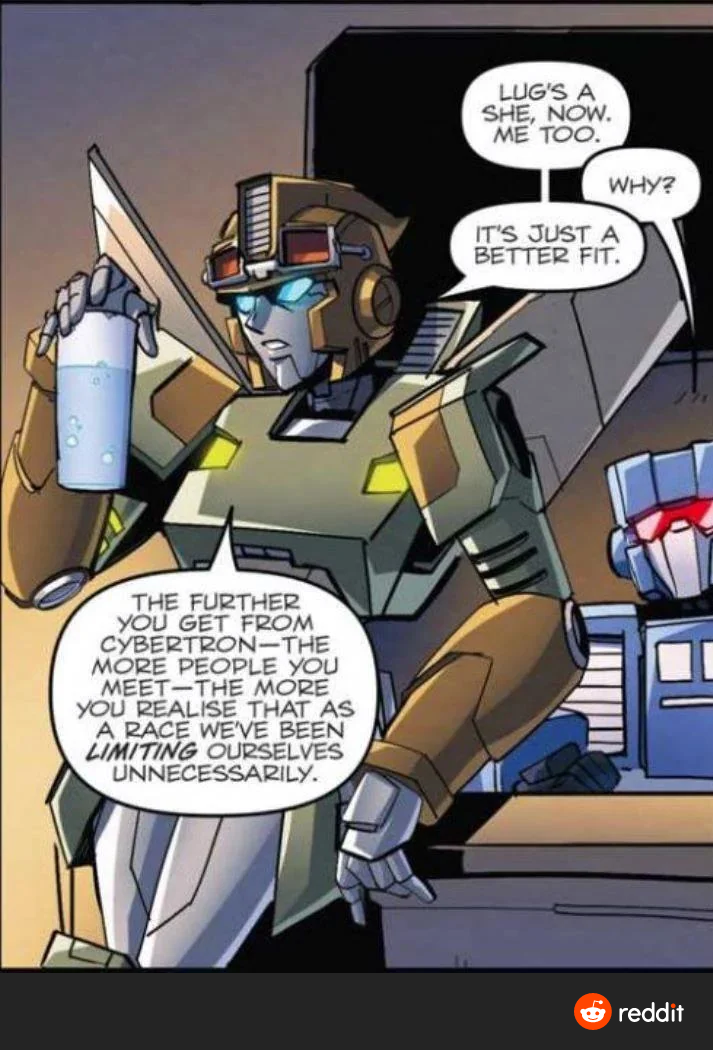 LUG'S A
SHE, NOW.
ME TOO.
WHY?
IT'S JUST A
BETTER FIT.
THE FURTHER
YOU GET FROM
CYBERTRON—THE
MORE PEOPLE YOU
MEET—THE MORE
YOU REALISE THAT AS
A RACE WE'VE BEEN
LIMITING OURSELVES
UNNECESSARILY.
reddit